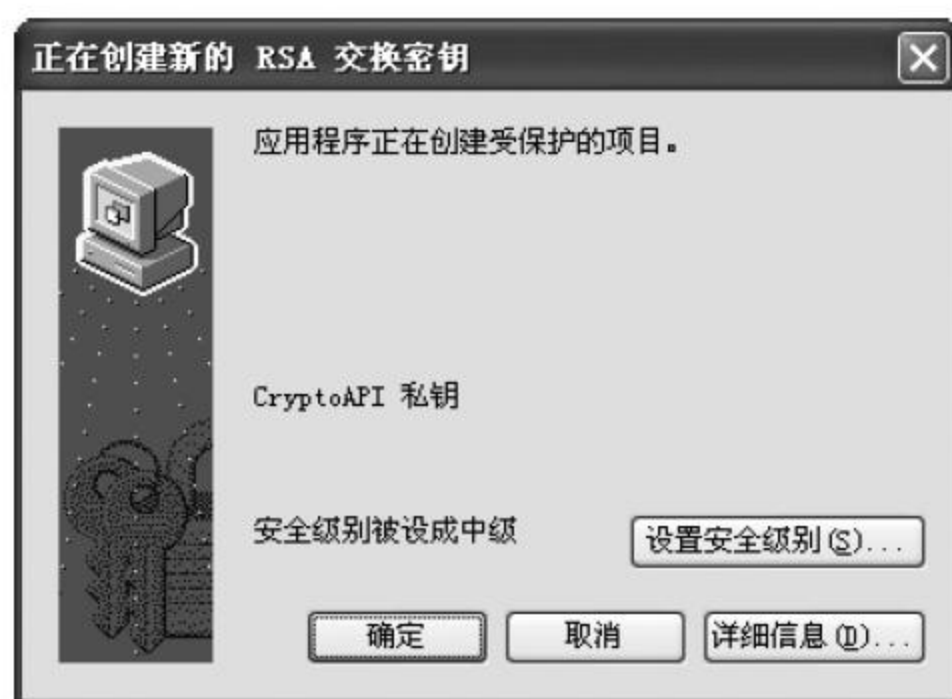 正在创建新的 RSA 交换密钥
应用程序正在创建受保护的项目。
CryptoAPI 私钥
安全级别被设成中级
设置安全级别(S)...
确定
取消
详细信息(D)...